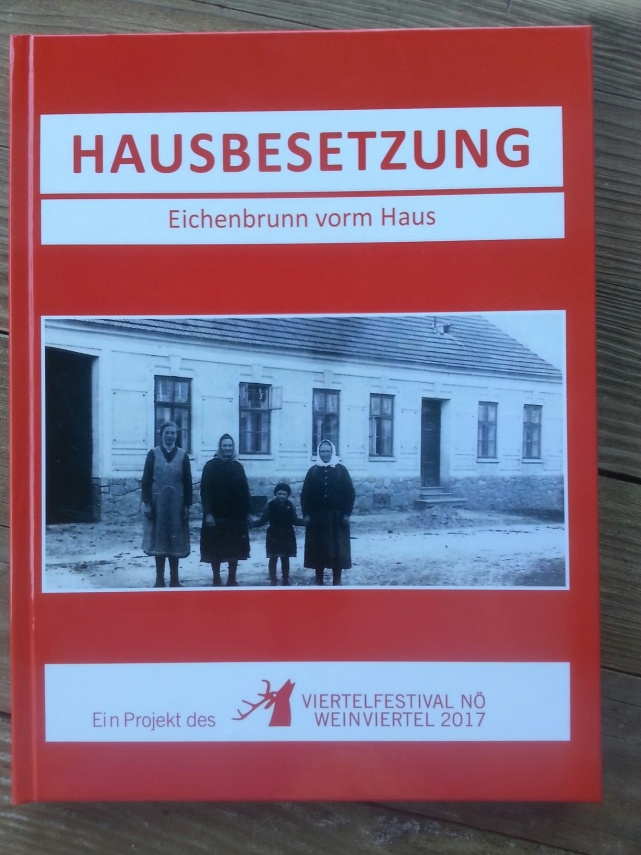 HAUSBESETZUNG
Eichenbrunn vorm Haus
Ein Projekt des
VIERTELFESTIVAL NÖ
WEINVIERTEL 2017